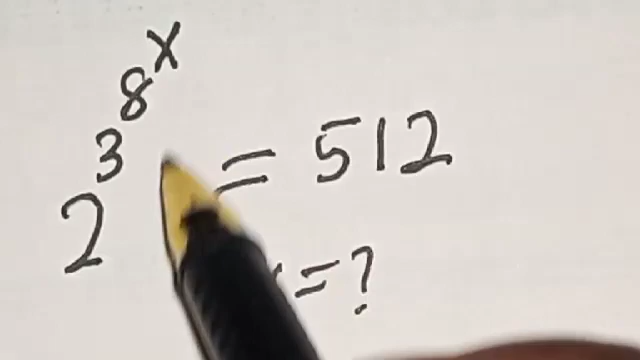 2^3^8^x = 512
= ?